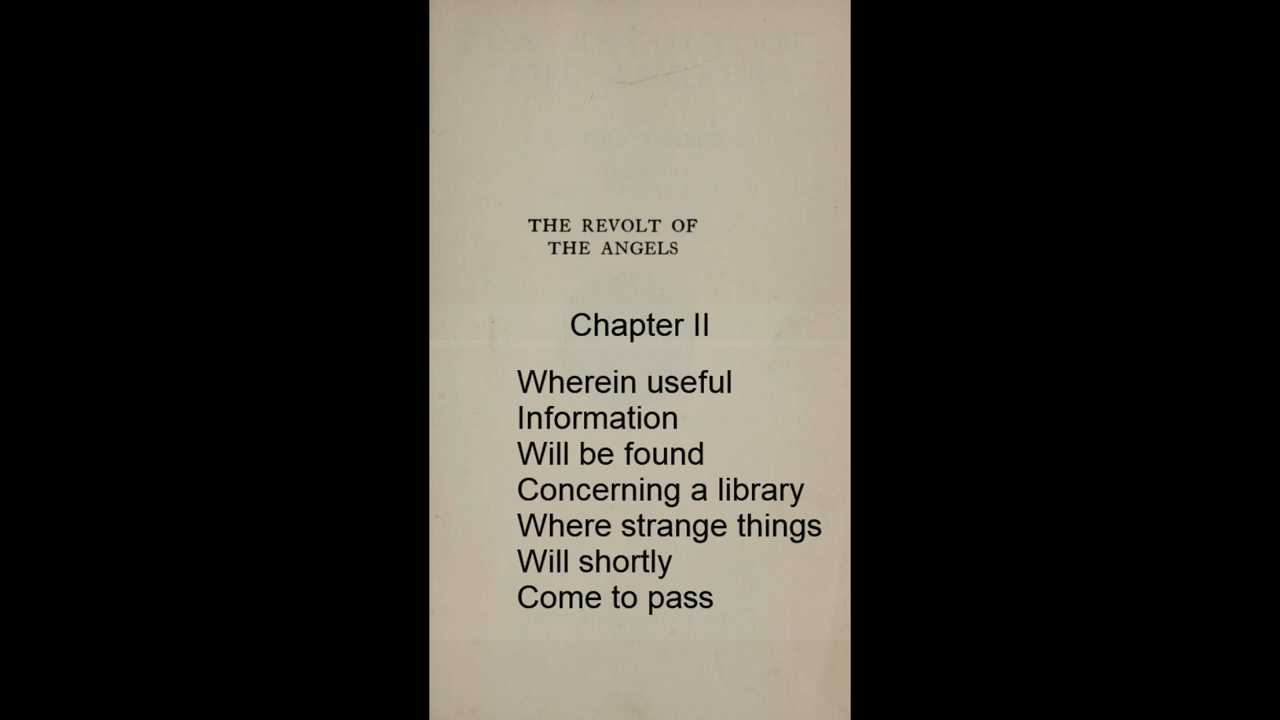 THE REVOLT OF
THE ANGELS
Chapter II
Wherein useful
Information
Will be found
Concerning a library
Where strange things
Will shortly
Come to pass